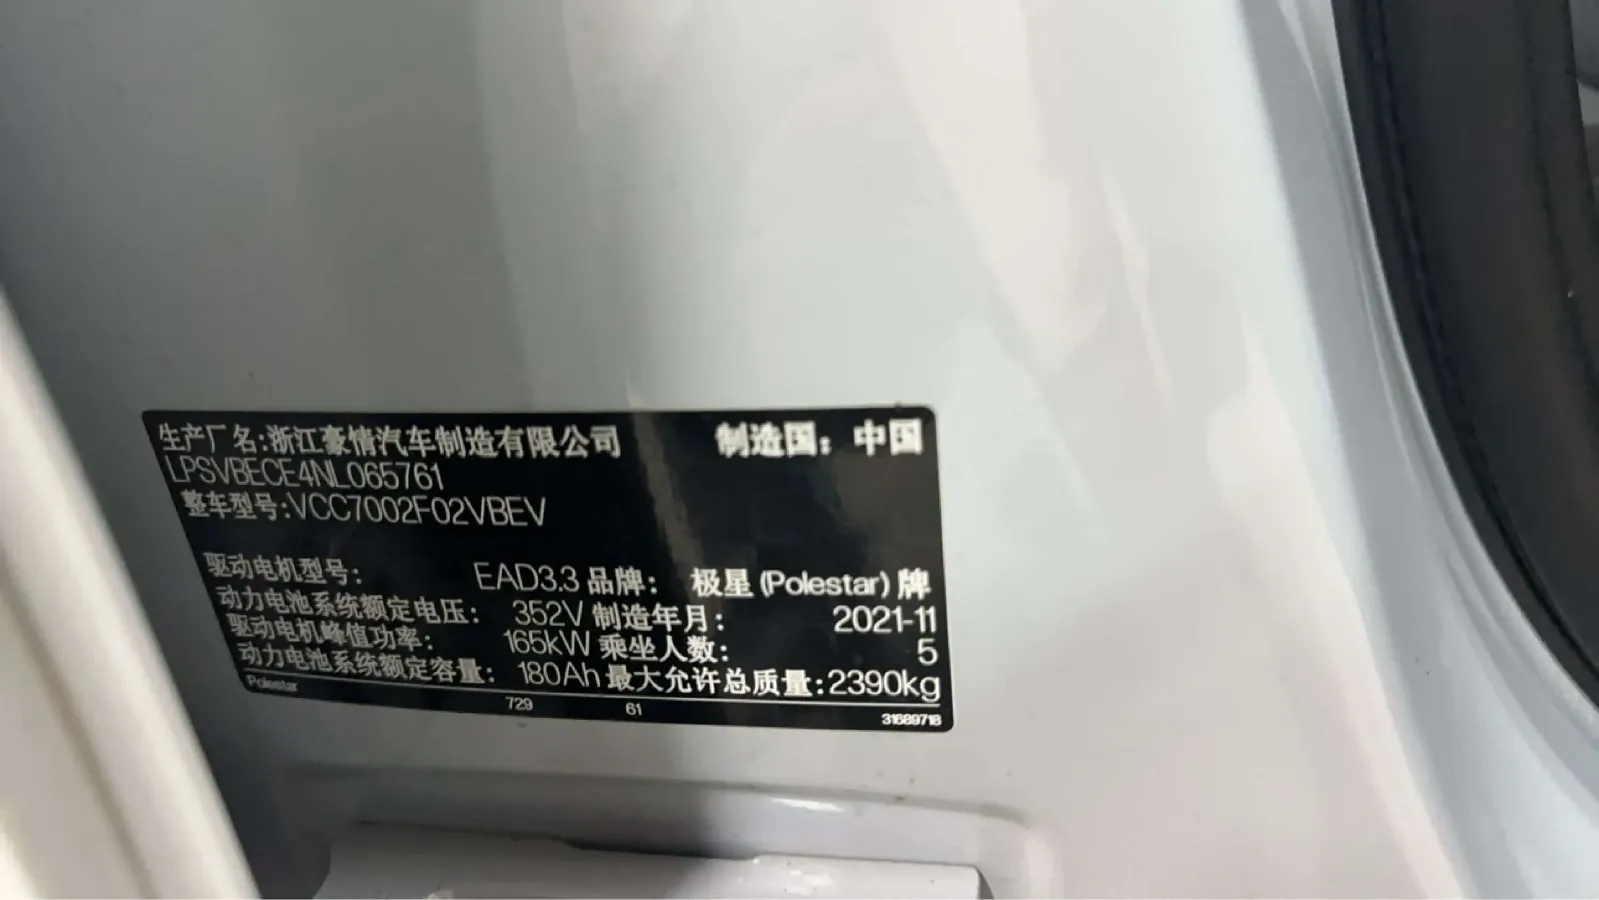 生产厂名:浙江豪情汽车制造有限公司 制造国：中国
LPSVBECE4NL065761
整车型号:VCC7002F02VBEV
驱动电机型号： EAD3.3 品牌： 极星(Polestar)牌
动力电池系统额定电压： 352V 制造年月： 2021-11
驱动电机峰值功率： 165kW 乘坐人数： 5
动力电池系统额定容量： 180Ah 最大允许总质量:2390kg
Polestar 729 61 31689718